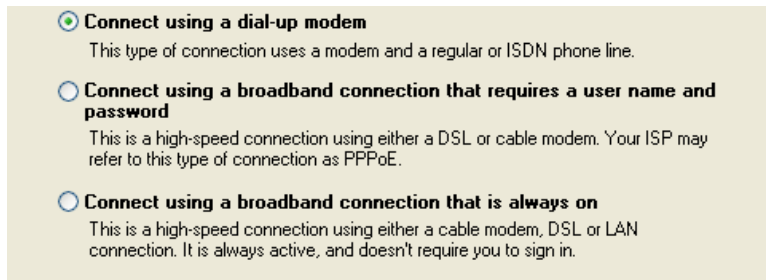 Connect using a dial-up modem
This type of connection uses a modem and a regular or ISDN phone line.
Connect using a broadband connection that requires a user name and
password
This is a high-speed connection using either a DSL or cable modem. Your ISP may
refer to this type of connection as PPPoE.
Connect using a broadband connection that is always on
This is a high-speed connection using either a cable modem, DSL or LAN
connection. It is always active, and doesn't require you to sign in.